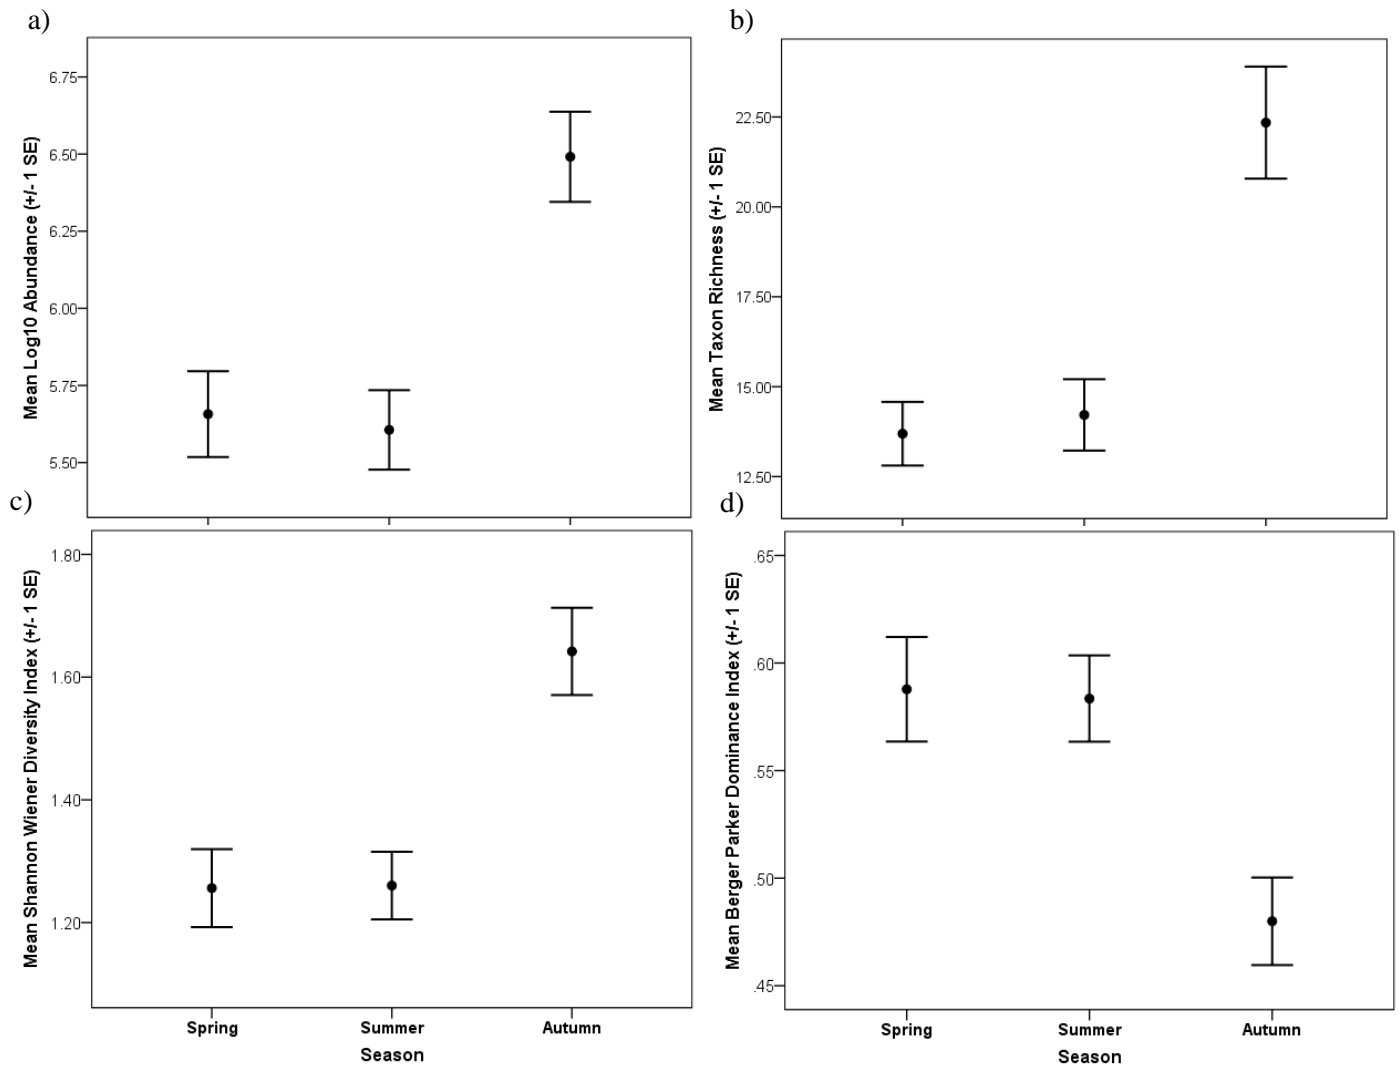 a)
Mean Log10 Abundance (+/- 1 SE)
6.75
6.50
6.25
6.00
5.75
5.50
b)
Mean Taxon Richness (+/- 1 SE)
22.50
20.00
17.50
15.00
12.50
c)
Mean Shannon Wiener Diversity Index (+/- 1 SE)
1.80
1.60
1.40
1.20
Spring Summer Autumn
Season
d)
Mean Berger Parker Dominance Index (+/- 1 SE)
.65
.60
.55
.50
.45
Spring Summer Autumn
Season